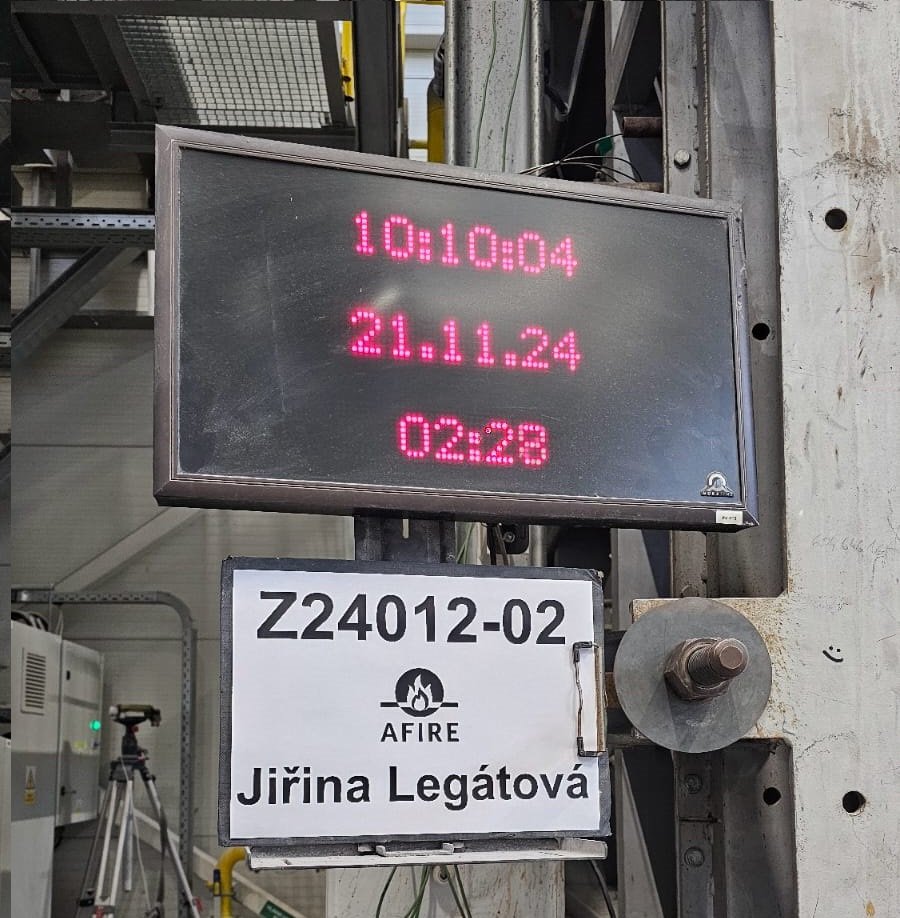 10:10:04
21.11.24
02:28
Z24012-02
AFIRE
Jiřina Legátová